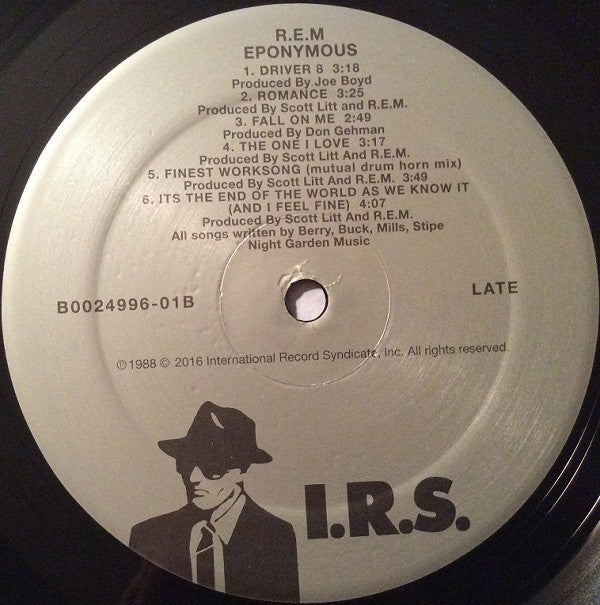 R.E.M
EPONYMOUS
1. DRIVER 8 3:18
Produced By Joe Boyd
2. ROMANCE 3:25
Produced By Scott Litt and R.E.M.
3. FALL ON ME 2:49
Produced By Don Gehman
4. THE ONE I LOVE 3:17
Produced By Scott Litt And R.E.M.
5. FINEST WORKSONG (mutual drum horn mix)
Produced By Scott Litt And R.E.M. 3:49
6. ITS THE END OF THE WORLD AS WE KNOW IT
(AND I FEEL FINE) 4:07
Produced By Scott Litt And R.E.M.
All songs written by Berry, Buck, Mills, Stipe
Night Garden Music
B0024996-01B
LATE
℗1988 © 2016 International Record Syndicate, Inc. All rights reserved.
I.R.S.